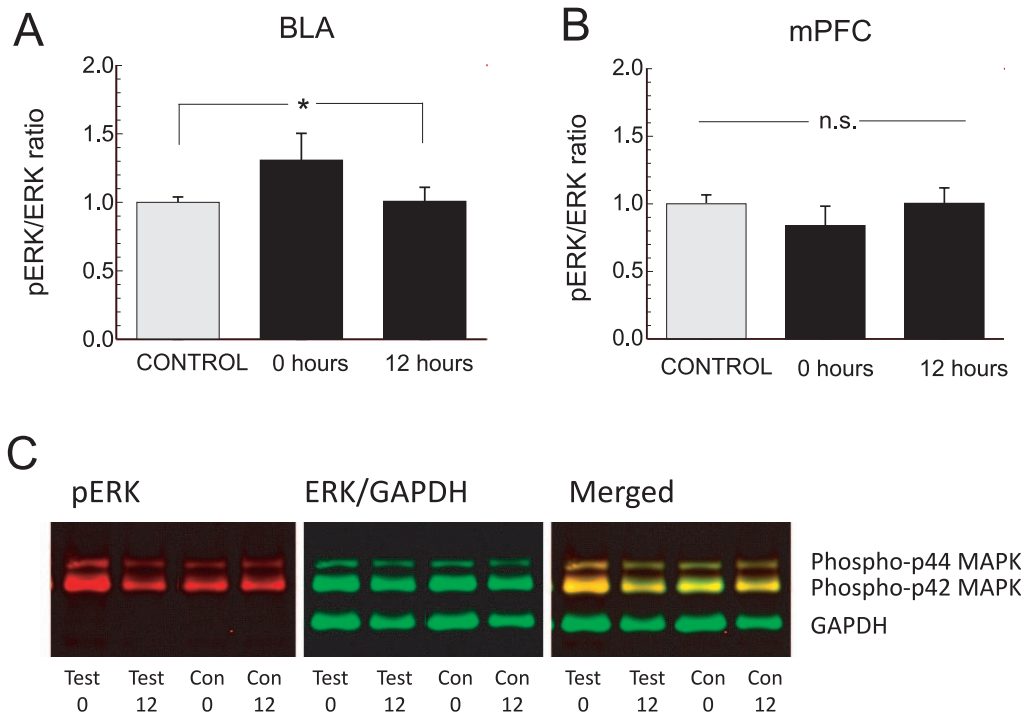 A
BLA
pERK/ERK ratio
2.0
1.5
1.0
0.5
0.0
*
CONTROL 0 hours 12 hours
B
mPFC
pERK/ERK ratio
2.0
1.5
1.0
0.5
0.0
n.s.
CONTROL 0 hours 12 hours
C
pERK ERK/GAPDH Merged
Phospho-p44 MAPK
Phospho-p42 MAPK
GAPDH
Test Test Con Con Test Test Con Con Test Test Con Con
0 12 0 12 0 12 0 12 0 12 0 12